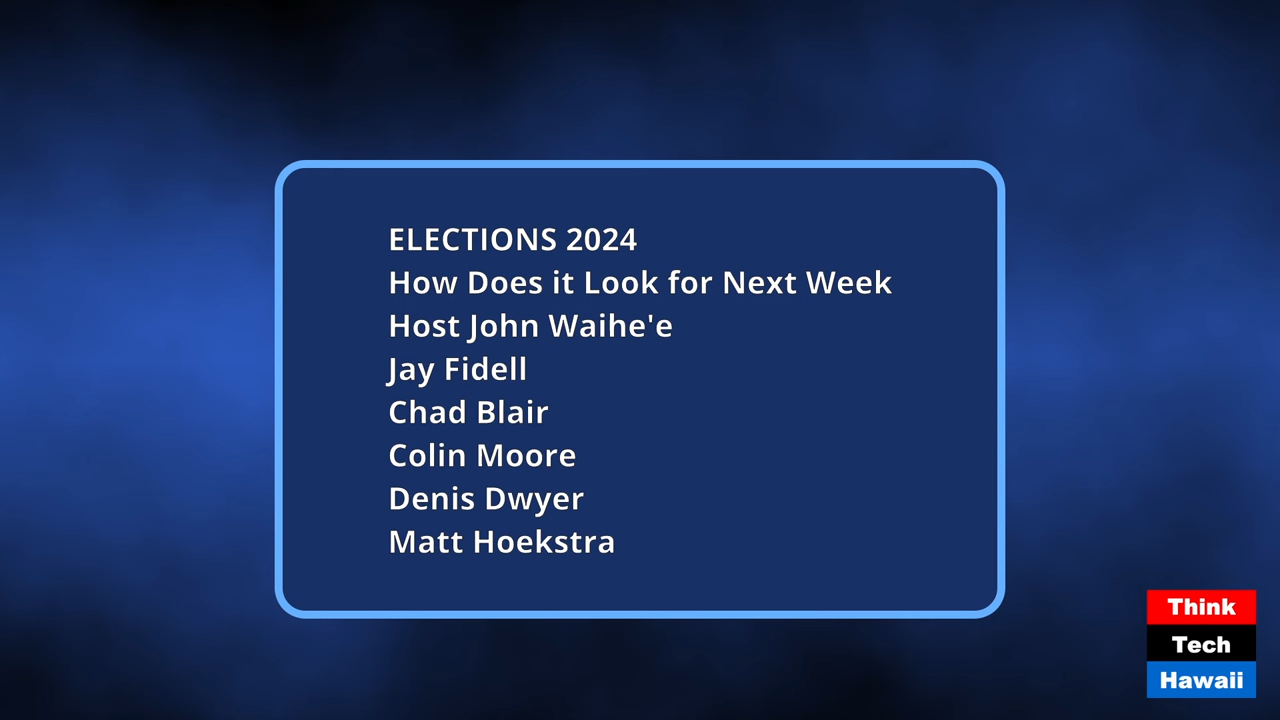 ELECTIONS 2024
How Does it Look for Next Week
Host John Waihe'e
Jay Fidell
Chad Blair
Colin Moore
Denis Dwyer
Matt Hoekstra
Think
Tech
Hawaii